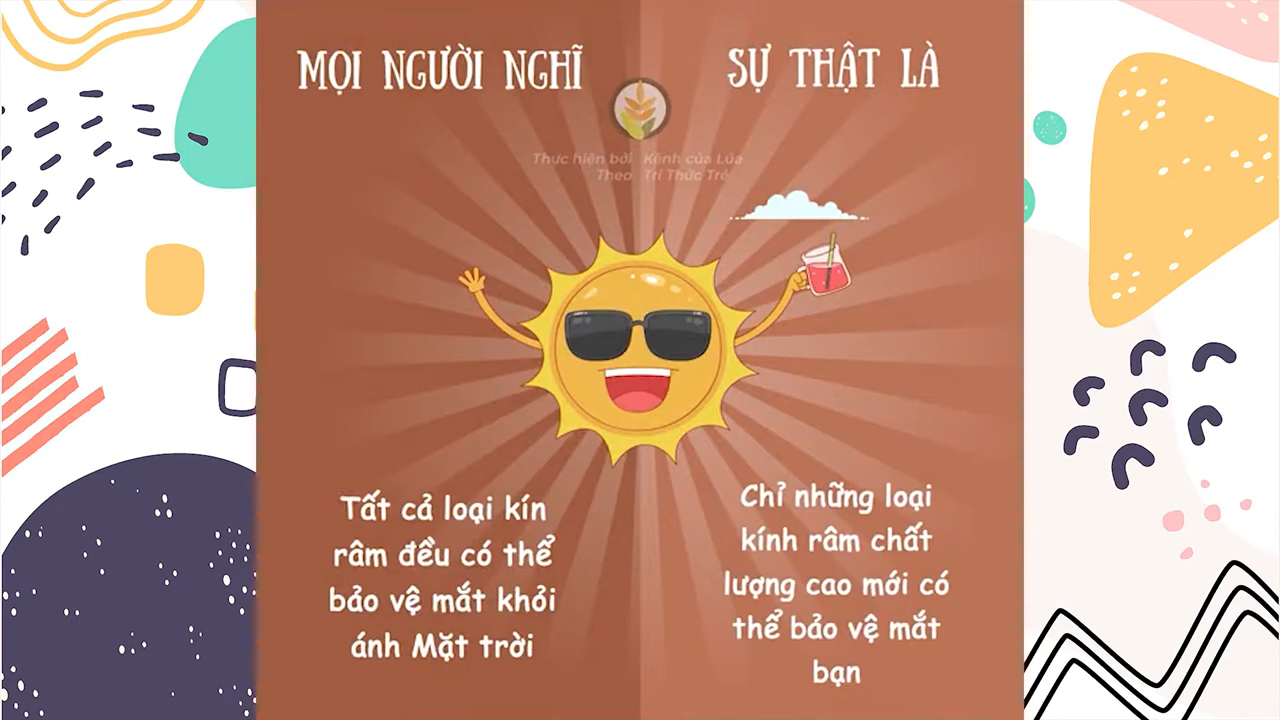 MỌI NGƯỜI NGHĨ
SỰ THẬT LÀ
Thực hiện bởi Kênh của Lúa
Theo Trí Thức Trẻ
Tất cả loại kín
râm đều có thể
bảo vệ mắt khỏi
ánh Mặt trời
Chỉ những loại
kính râm chất
lượng cao mới có
thể bảo vệ mắt
bạn